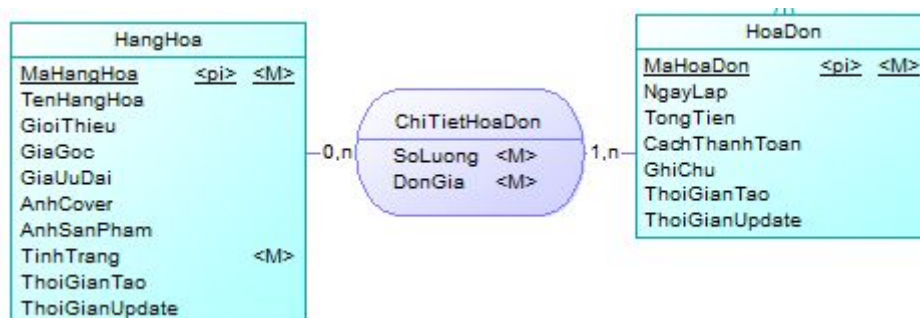 HangHoa
MaHangHoa <pi> <M>
TenHangHoa
GioiThieu
GiaGoc
GiaUuDai
AnhCover
AnhSanPham
TinhTrang <M>
ThoiGianTao
ThoiGianUpdate
0,n
ChiTietHoaDon
SoLuong <M>
DonGia <M>
1,n
HoaDon
MaHoaDon <pi> <M>
NgayLap
TongTien
CachThanhToan
GhiChu
ThoiGianTao
ThoiGianUpdate